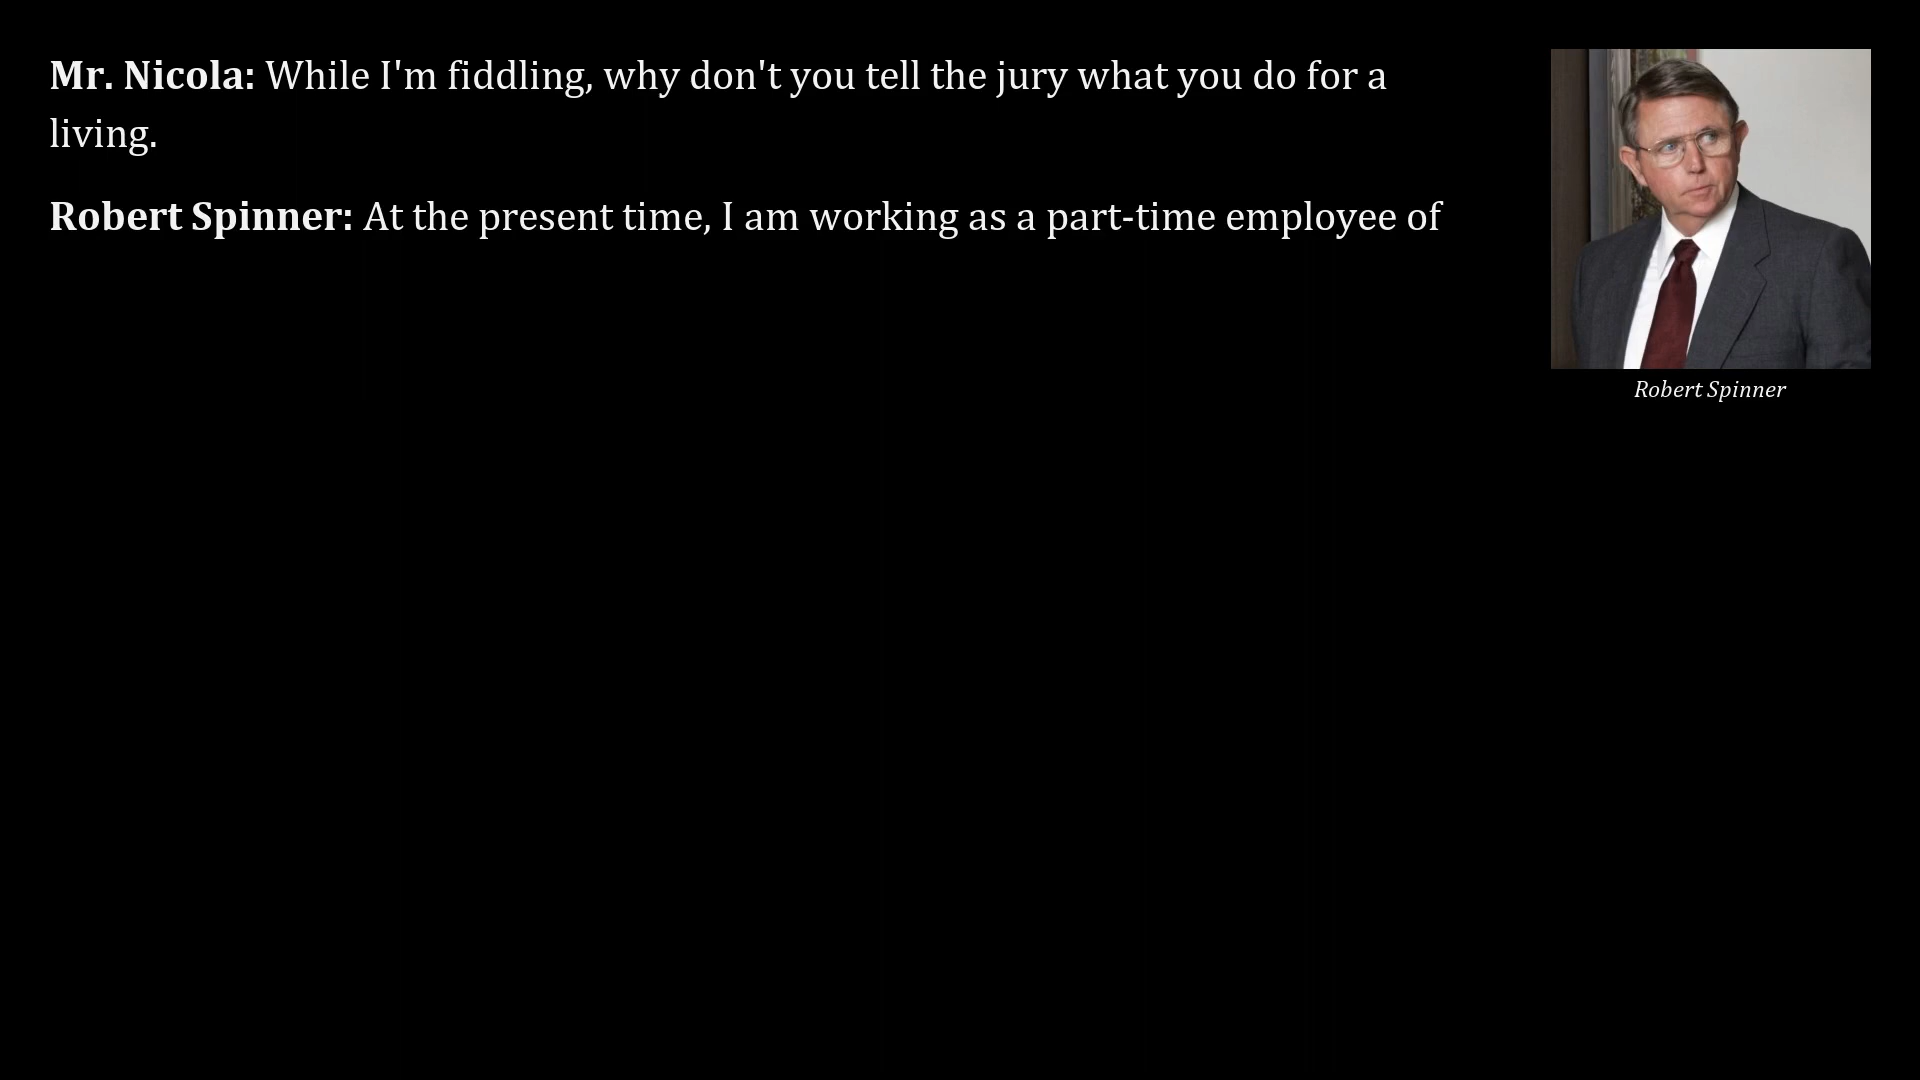 Mr. Nicola: While I'm fiddling, why don't you tell the jury what you do for a
living.
Robert Spinner: At the present time, I am working as a part-time employee of
Robert Spinner